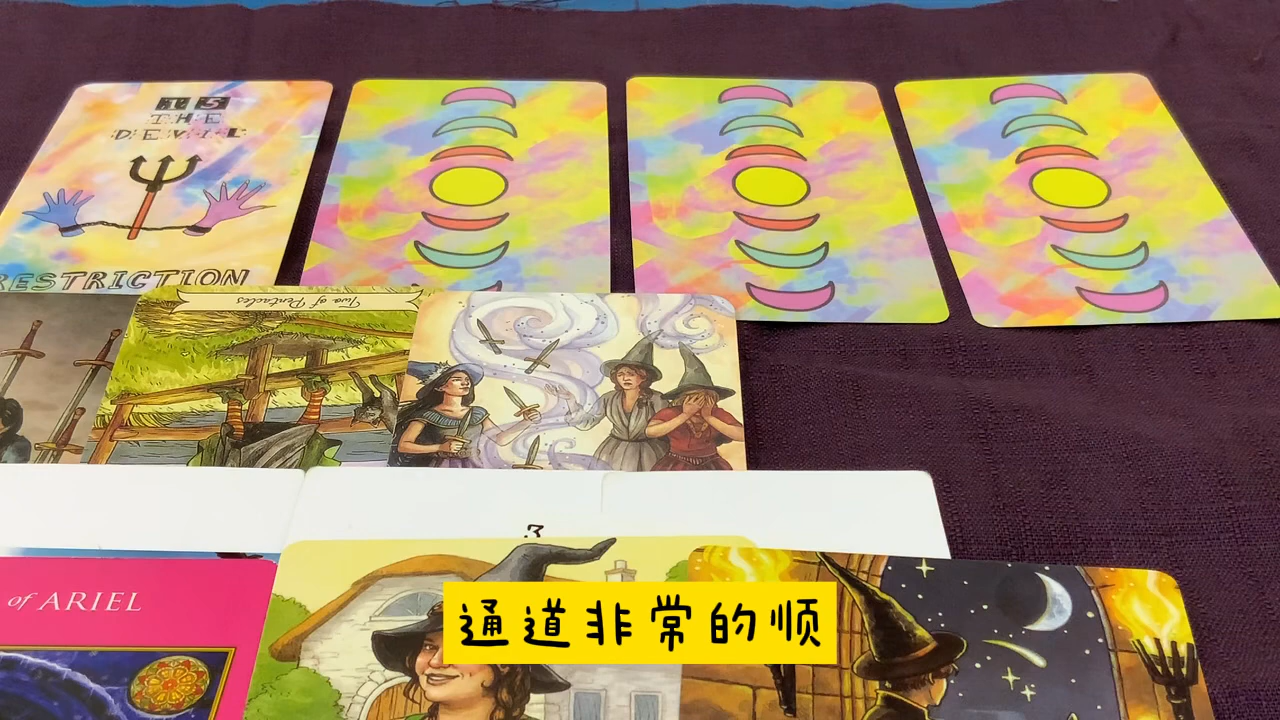 15
THE
DEVIL
RESTRICTION
Two of Pentacles
3
of ARIEL
通道非常的顺